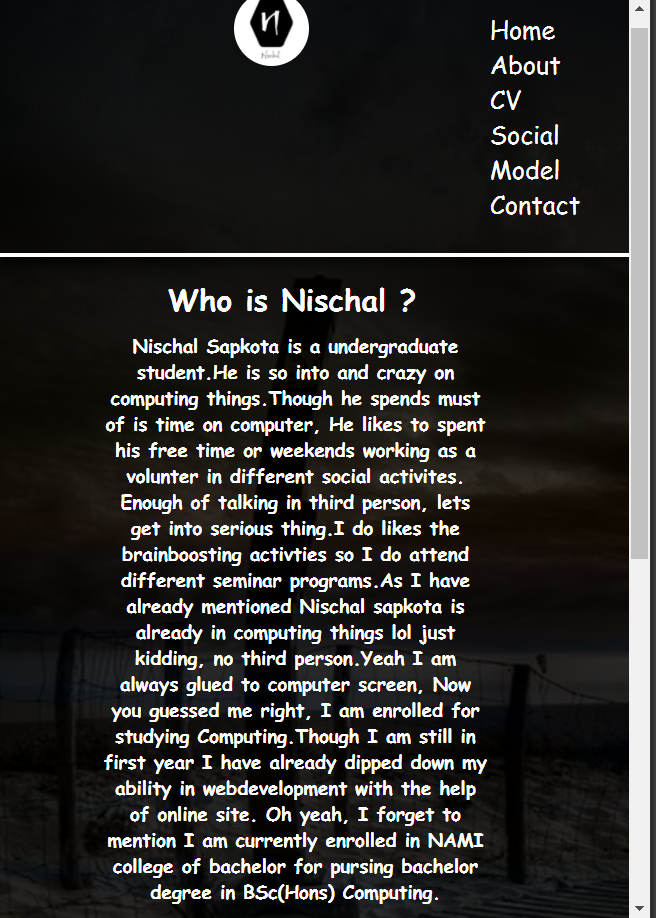 n
Nischal
Home
About
CV
Social
Model
Contact
Who is Nischal ?
Nischal Sapkota is a undergraduate
student.He is so into and crazy on
computing things.Though he spends must
of is time on computer, He likes to spent
his free time or weekends working as a
volunter in different social activites.
Enough of talking in third person, lets
get into serious thing.I do likes the
brainboosting activties so I do attend
different seminar programs.As I have
already mentioned Nischal sapkota is
already in computing things lol just
kidding, no third person.Yeah I am
always glued to computer screen, Now
you guessed me right, I am enrolled for
studying Computing.Though I am still in
first year I have already dipped down my
ability in webdevelopment with the help
of online site. Oh yeah, I forget to
mention I am currently enrolled in NAMI
college of bachelor for pursing bachelor
degree in BSc(Hons) Computing.